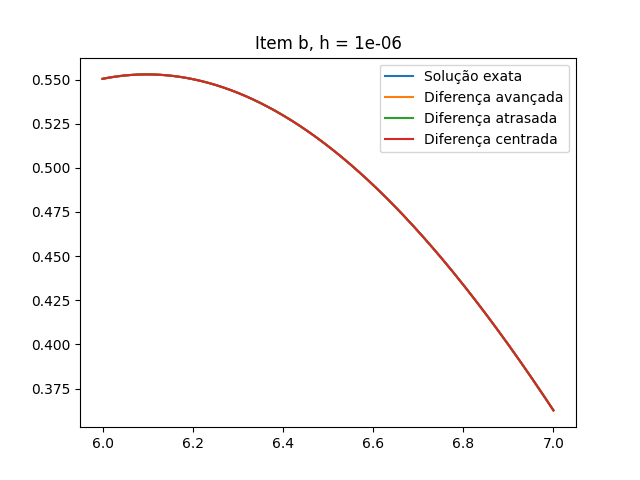 Item b, h = 1e-06
Solução exata
Diferença avançada
Diferença atrasada
Diferença centrada
0.550
0.525
0.500
0.475
0.450
0.425
0.400
0.375
6.0 6.2 6.4 6.6 6.8 7.0